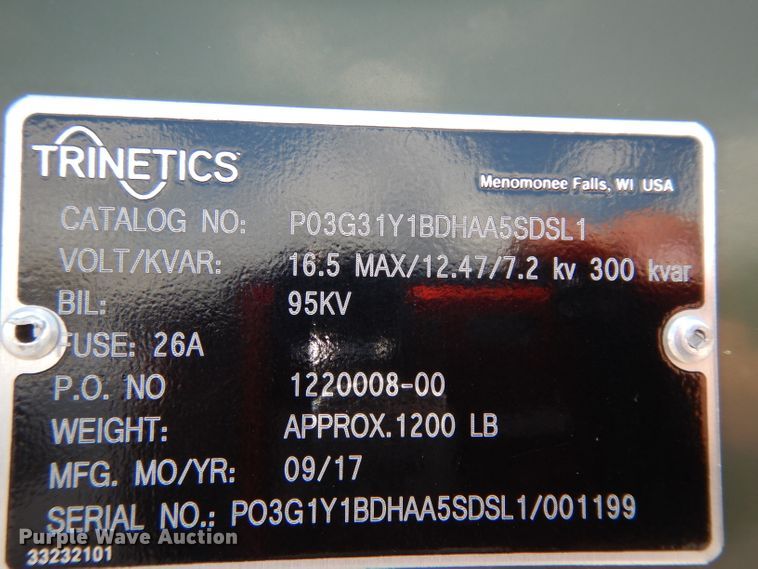 TRINETICS
Menomonee Falls, WI USA
CATALOG NO: P03G31Y1BDHAA5SDSL1
VOLT/KVAR: 16.5 MAX/12.47/7.2 kv 300 kvar
BIL: 95KV
FUSE: 26A
P.O. NO 1220008-00
WEIGHT: APPROX.1200 LB
MFG. MO/YR: 09/17
SERIAL NO.: PO3G1Y1BDHAA5SDSL1/001199
Purple Wave Auction
33232101